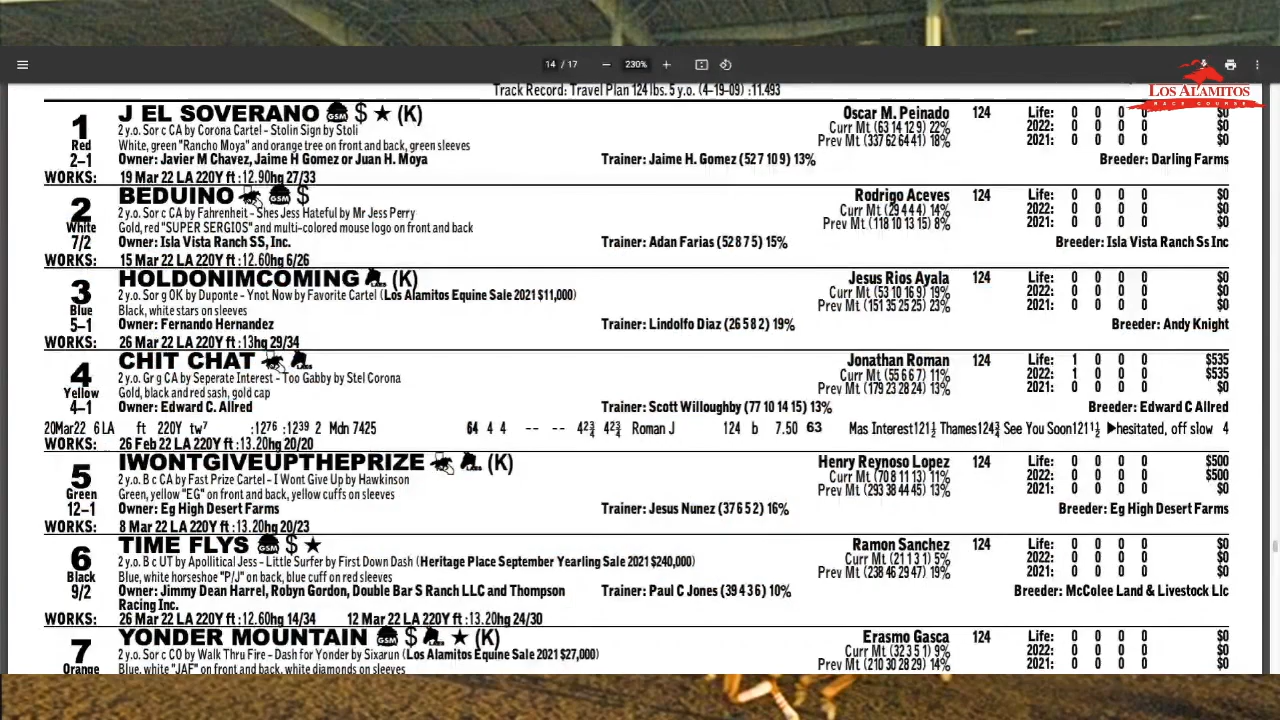 14 / 17
230%
LOS ALAMITOS
RACE COURSE
Track Record: Travel Plan 124 lbs. 5 y.o. (4-19-09) :11.493
1 J EL SOVERANO GSM $ ★ (K) Oscar M. Peinado 124 Life: 0 0 0 0 $0
2 y.o. Sor c CA by Corona Cartel - Stolin Sign by Stoli Curr Mt (63 14 12 9) 22% 2022: 0 0 0 0 $0
Red White, green "Rancho Moya" and orange tree on front and back, green sleeves Prev Mt (337 62 64 41) 18% 2021: 0 0 0 0 $0
2-1 Owner: Javier M Chavez, Jaime H Gomez or Juan H. Moya Trainer: Jaime H. Gomez (52 7 10 9) 13% Breeder: Darling Farms
WORKS: 19 Mar 22 LA 220Y ft :12.90hg 27/33
2 BEDUINO GSM $ Rodrigo Aceves 124 Life: 0 0 0 0 $0
2 y.o. Sor c CA by Fahrenheit - Shes Jess Hateful by Mr Jess Perry Curr Mt (29 4 4 4) 14% 2022: 0 0 0 0 $0
White Gold, red "SUPER SERGIOS" and multi-colored mouse logo on front and back Prev Mt (118 10 13 15) 8% 2021: 0 0 0 0 $0
7/2 Owner: Isla Vista Ranch SS, Inc. Trainer: Adan Farias (52 8 7 5) 15% Breeder: Isla Vista Ranch Ss Inc
WORKS: 15 Mar 22 LA 220Y ft :12.60hg 6/26
3 HOLDONIMCOMING (K) Jesus Rios Ayala 124 Life: 0 0 0 0 $0
2 y.o. Sor g OK by Duponte - Ynot Now by Favorite Cartel (Los Alamitos Equine Sale 2021 $11,000) Curr Mt (53 10 16 9) 19% 2022: 0 0 0 0 $0
Blue Black, white stars on sleeves Prev Mt (151 35 25 25) 23% 2021: 0 0 0 0 $0
5-1 Owner: Fernando Hernandez Trainer: Lindolfo Diaz (26 5 8 2) 19% Breeder: Andy Knight
WORKS: 26 Mar 22 LA 220Y ft :13hg 29/34
4 CHIT CHAT Jonathan Roman 124 Life: 1 0 0 0 $535
2 y.o. Gr g CA by Seperate Interest - Too Gabby by Stel Corona Curr Mt (55 6 6 7) 11% 2022: 1 0 0 0 $535
Yellow Gold, black and red sash, gold cap Prev Mt (179 23 28 24) 13% 2021: 0 0 0 0 $0
4-1 Owner: Edward C. Allred Trainer: Scott Willoughby (77 10 14 15) 13% Breeder: Edward C Allred
20Mar22 6 LA ft 220Y tw7 :1276 :1239 2 Mdn 7425 64 4 4 -- -- 4 2¾ 4 2¾ Roman J 124 b 7.50 63 Mas Interest121½ Thames124¾ See You Soon121½ ▶hesitated, off slow 4
WORKS: 26 Feb 22 LA 220Y ft :13.20hg 20/20
5 IWONTGIVEUPTHEPRIZE (K) Henry Reynoso Lopez 124 Life: 0 0 0 0 $500
2 y.o. B c CA by Fast Prize Cartel - I Wont Give Up by Hawkinson Curr Mt (70 8 11 13) 11% 2022: 0 0 0 0 $500
Green Green, yellow "EG" on front and back, yellow cuffs on sleeves Prev Mt (293 38 44 45) 13% 2021: 0 0 0 0 $0
12-1 Owner: Eg High Desert Farms Trainer: Jesus Nunez (37 6 5 2) 16% Breeder: Eg High Desert Farms
WORKS: 8 Mar 22 LA 220Y ft :13.20hg 20/23
6 TIME FLYS GSM $ ★ Ramon Sanchez 124 Life: 0 0 0 0 $0
2 y.o. B c UT by Apollitical Jess - Little Surfer by First Down Dash (Heritage Place September Yearling Sale 2021 $240,000) Curr Mt (21 1 3 1) 5% 2022: 0 0 0 0 $0
Black Blue, white horseshoe "P/J" on back, blue cuff on red sleeves Prev Mt (238 46 29 47) 19% 2021: 0 0 0 0 $0
9/2 Owner: Jimmy Dean Harrel, Robyn Gordon, Double Bar S Ranch LLC and Thompson Racing Inc. Trainer: Paul C Jones (39 4 3 6) 10% Breeder: McColee Land & Livestock Llc
WORKS: 26 Mar 22 LA 220Y ft :12.60hg 14/34 12 Mar 22 LA 220Y ft :13.20hg 24/30
7 YONDER MOUNTAIN GSM $ ★ (K) Erasmo Gasca 124 Life: 0 0 0 0 $0
2 y.o. Sor c CO by Walk Thru Fire - Dash for Yonder by Sixarun (Los Alamitos Equine Sale 2021 $27,000) Curr Mt (32 3 5 1) 9% 2022: 0 0 0 0 $0
Orange Blue, white "JAF" on front and back, white diamonds on sleeves Prev Mt (210 30 28 29) 14% 2021: 0 0 0 0 $0